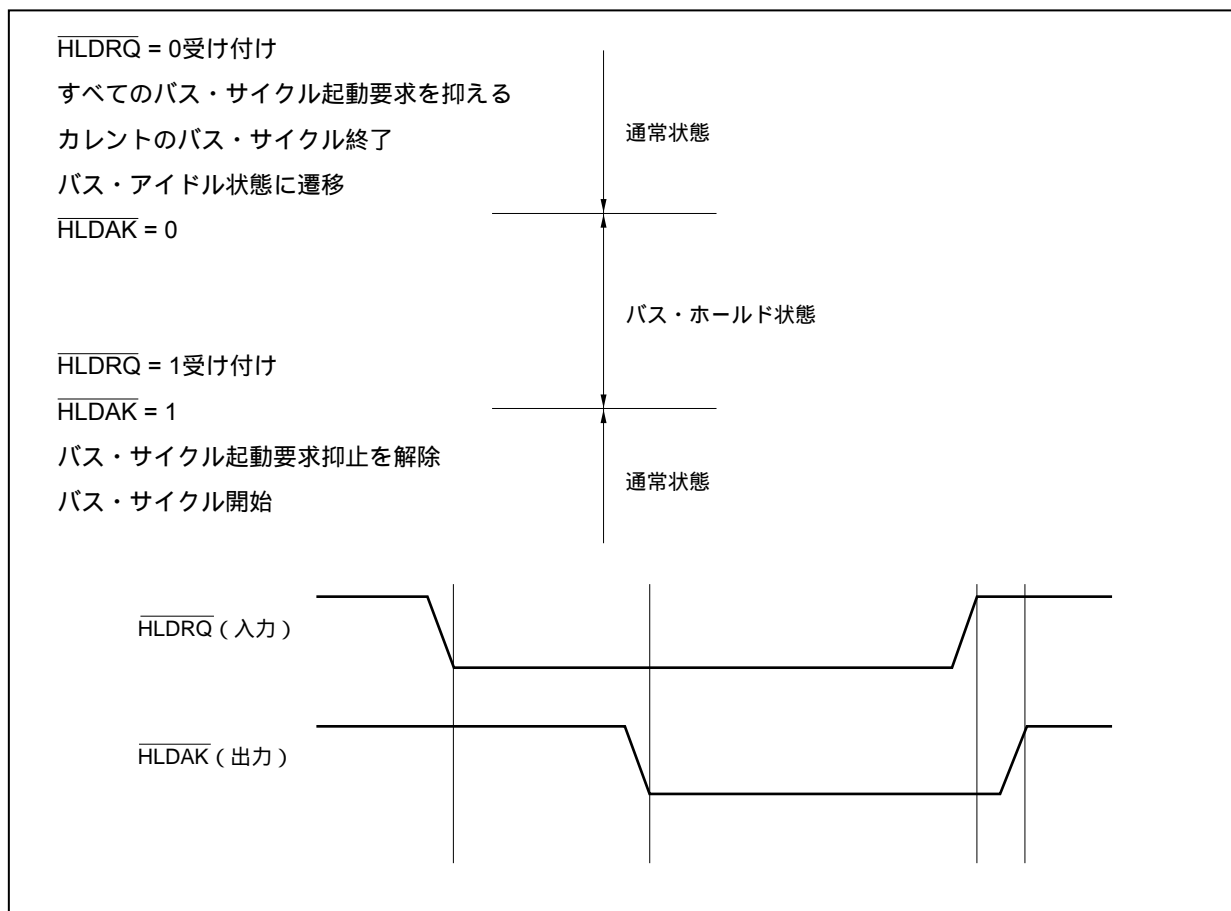 HLDRQ = 0受け付け
すべてのバス・サイクル起動要求を抑える
カレントのバス・サイクル終了
バス・アイドル状態に遷移
HLDAK = 0
通常状態
バス・ホールド状態
HLDRQ = 1受け付け
HLDAK = 1
バス・サイクル起動要求抑止を解除
バス・サイクル開始
通常状態
HLDRQ（入力）
HLDAK（出力）